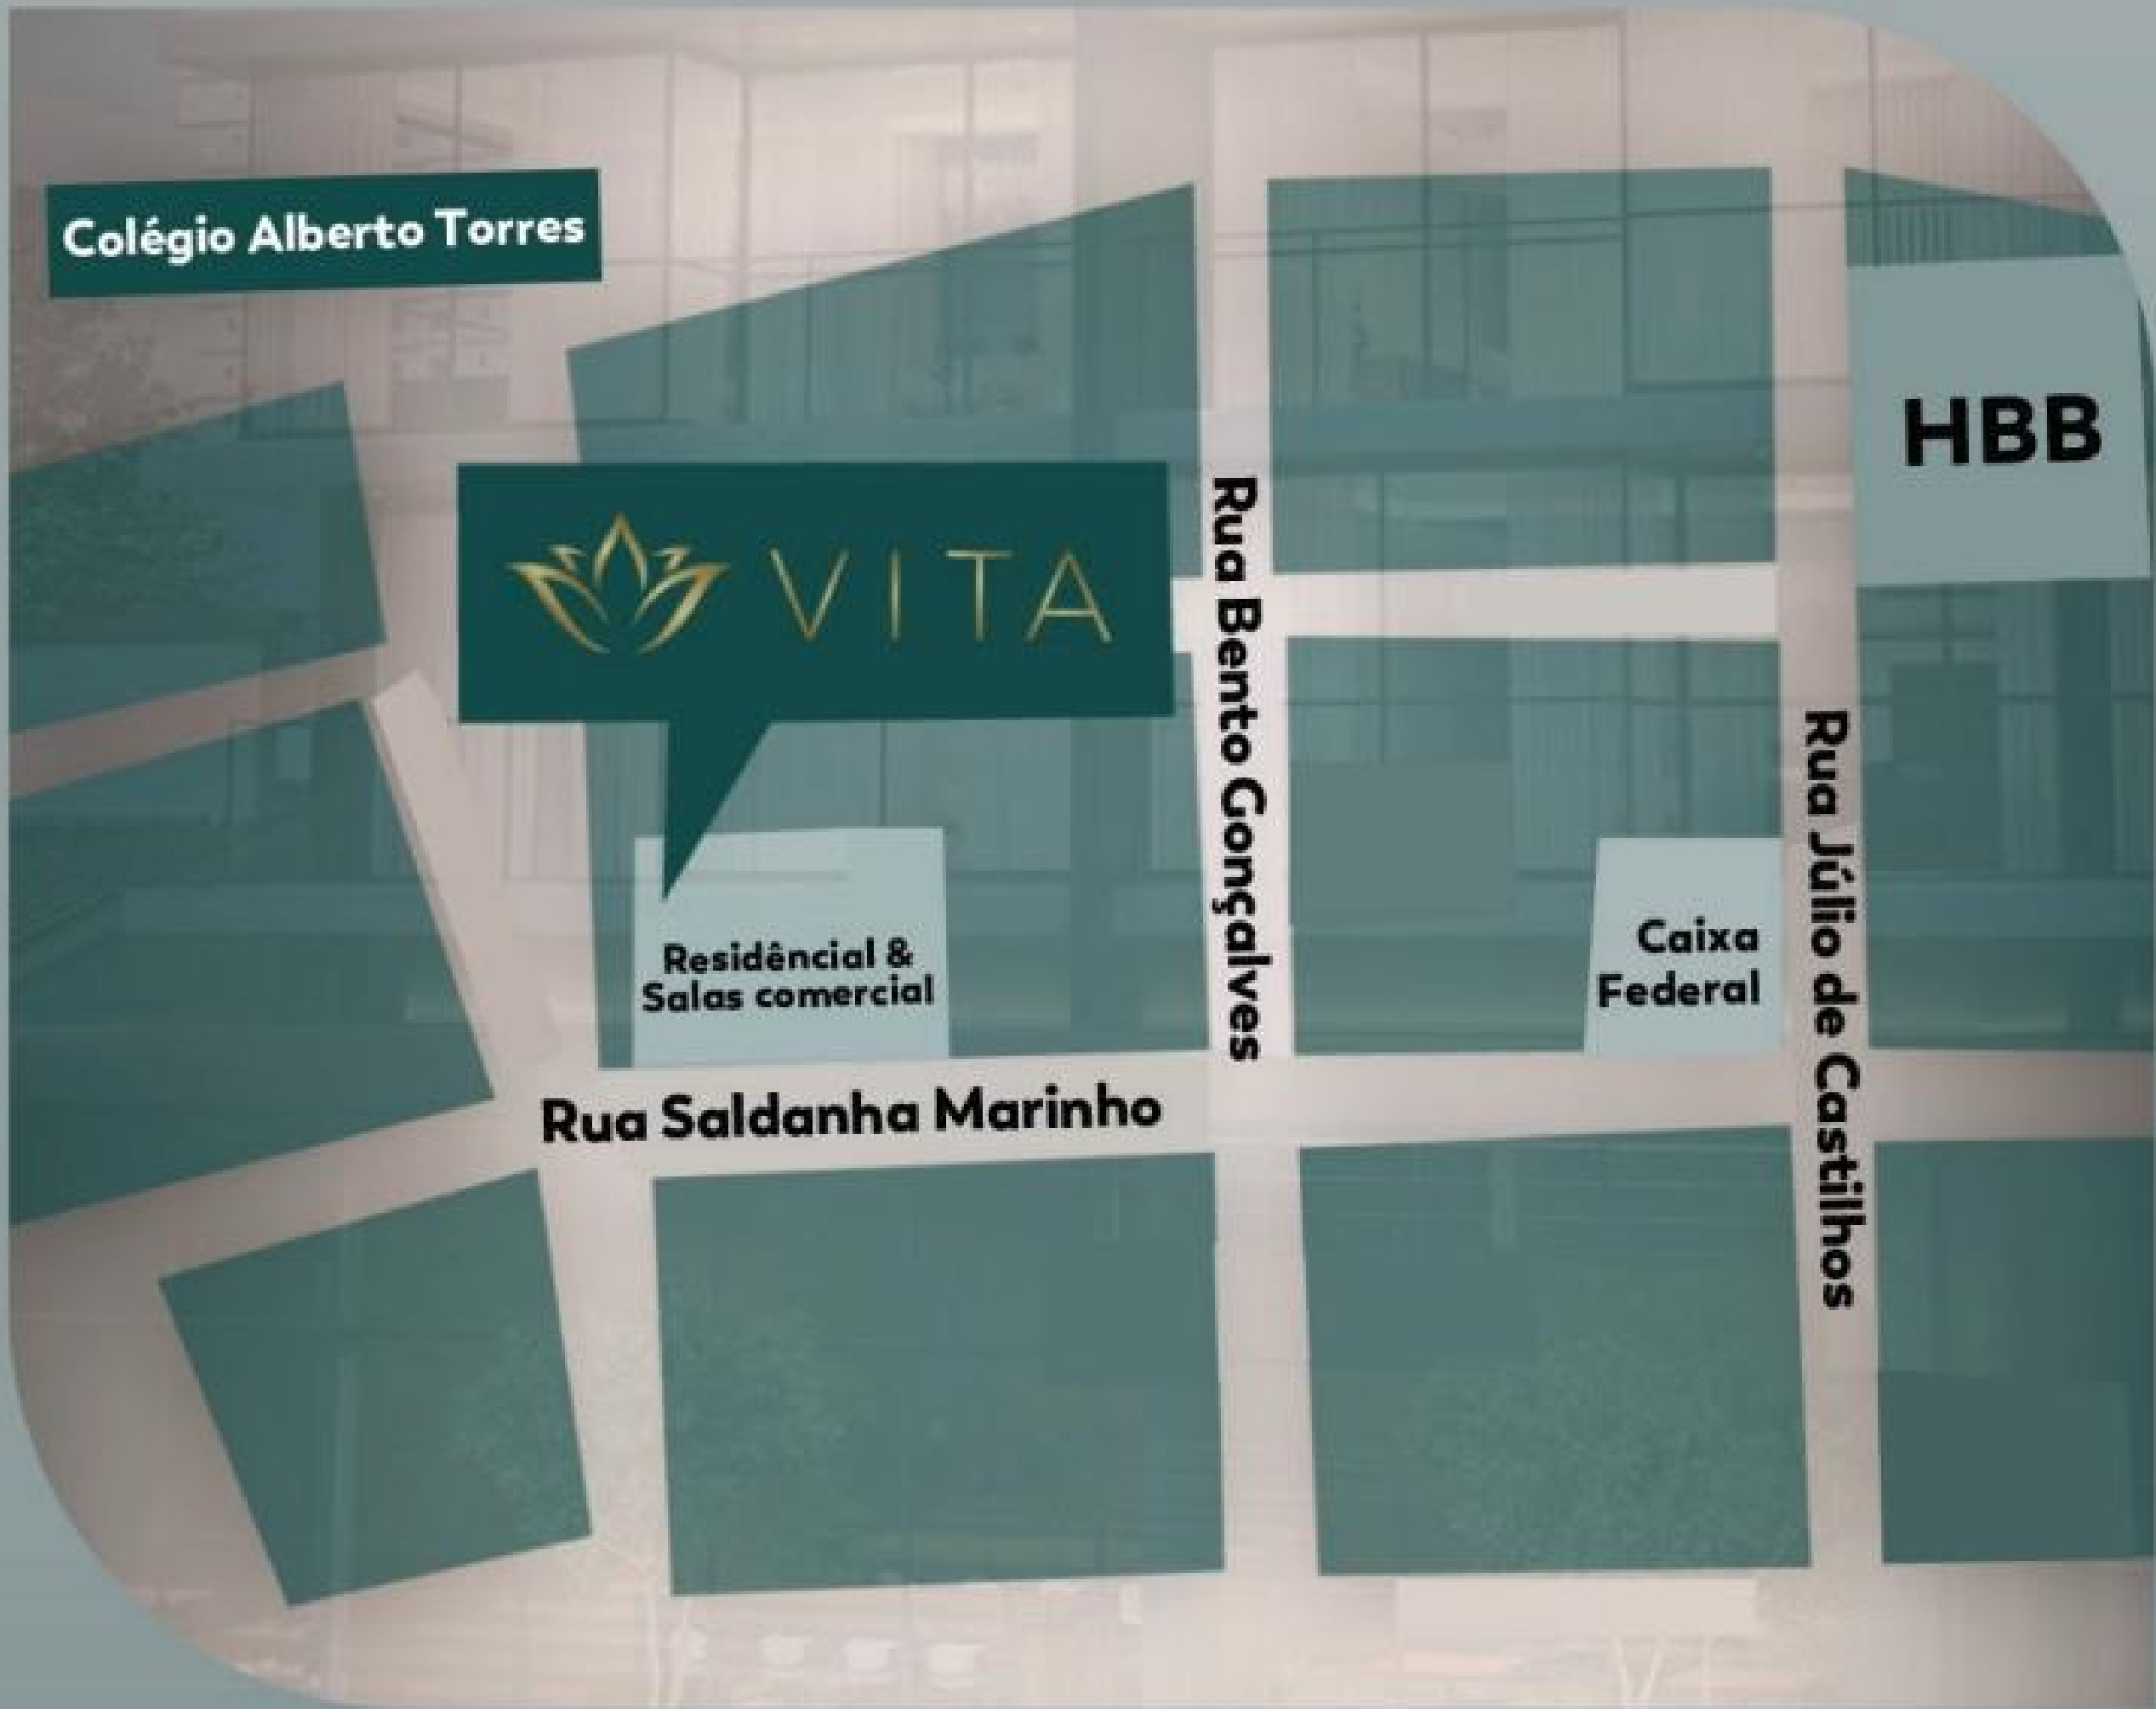 Colégio Alberto Torres
HBB
VITA
Rua Bento Gonçalves
Rua Júlio de Castilhos
Residêncial &
Salas comercial
Caixa
Federal
Rua Saldanha Marinho